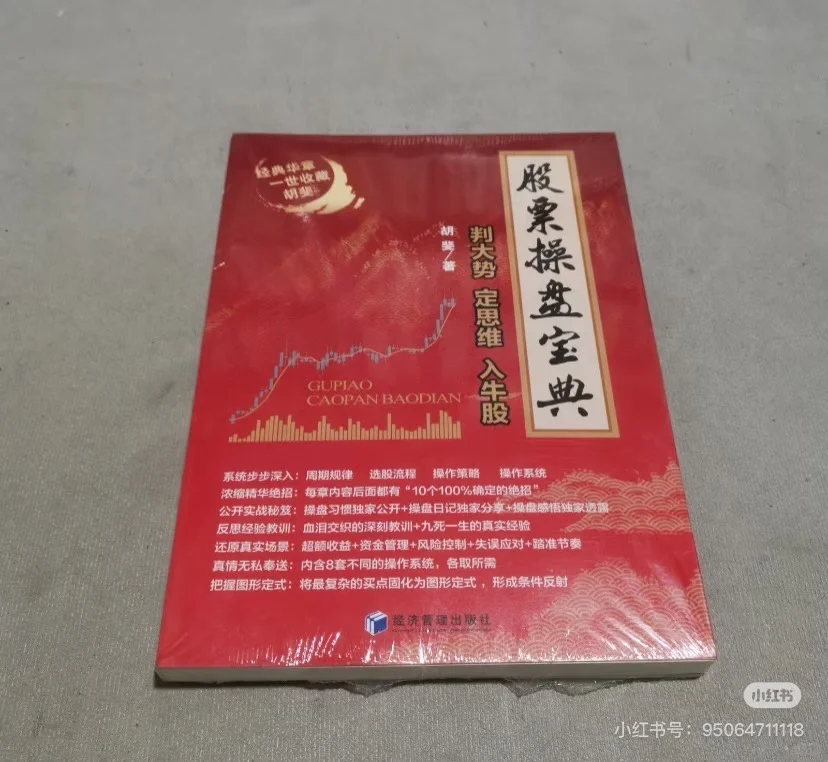 经典华章
一世收藏
胡斐
股票操盘宝典
判大势 定思维 入牛股
胡斐/著
GUPIAO
CAOPAN BAODIAN
系统步步深入：周期规律 选股流程 操作策略 操作系统
浓缩精华绝招：每章内容后面都有“10个100%确定的绝招”
公开实战秘笈：操盘习惯独家公开+操盘日记独家分享+操盘感悟独家透露
反思经验教训：血泪交织的深刻教训+九死一生的真实经验
还原真实场景：超额收益+资金管理+风险控制+失误应对+踏准节奏
真情无私奉送：内含8套不同的操作系统，各取所需
把握图形定式：将最复杂的买点固化为图形定式，形成条件反射
经济管理出版社
小红书
小红书号：95064711118